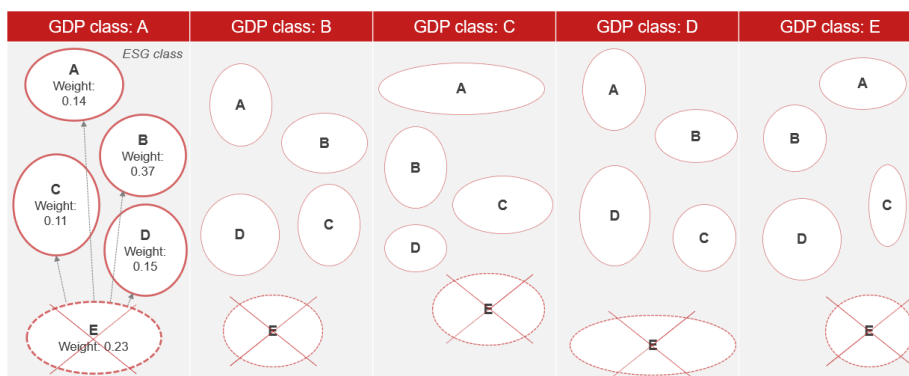 GDP class: A
GDP class: B
GDP class: C
GDP class: D
GDP class: E
ESG class
A
Weight:
0.14
B
Weight:
0.37
C
Weight:
0.11
D
Weight:
0.15
E
Weight: 0.23
A
B
D
C
E
A
B
C
D
E
A
B
D
C
E
A
B
C
D
E